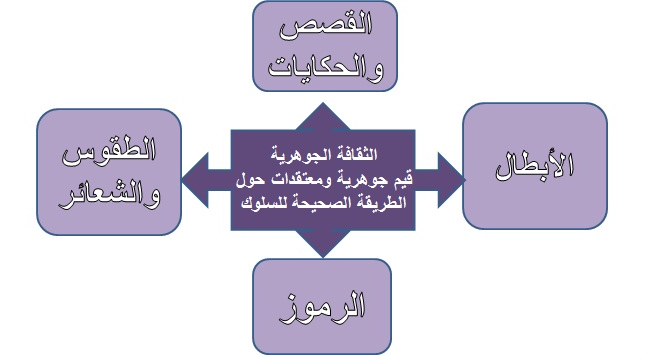 القصص
والحكايات
الأبطال
الثقافة الجوهرية
قيم جوهرية ومعتقدات حول
الطريقة الصحيحة للسلوك
الطقوس
والشعائر
الرموز